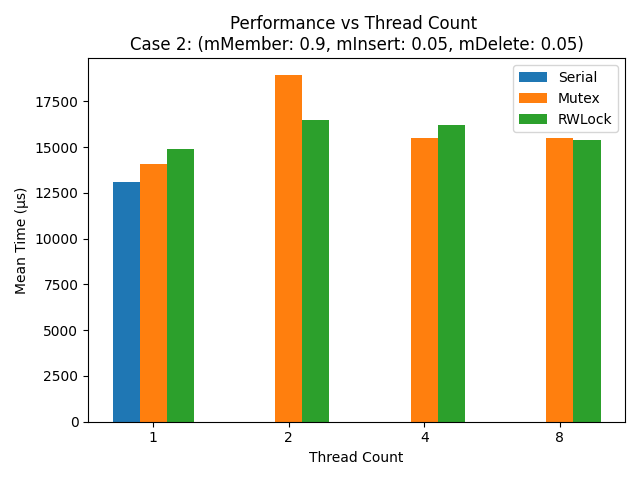 Performance vs Thread Count
Case 2: (mMember: 0.9, mInsert: 0.05, mDelete: 0.05)
Serial
Mutex
RWLock
17500
15000
12500
10000
7500
5000
2500
0
Mean Time (μs)
1 2 4 8
Thread Count